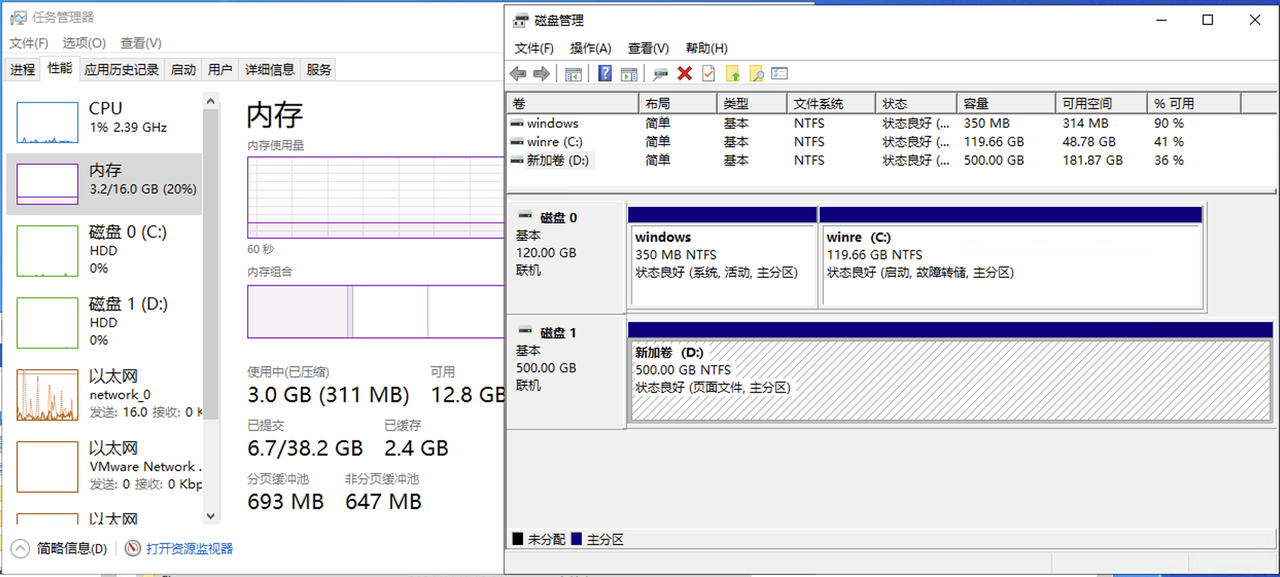 任务管理器
文件(F) 选项(O) 查看(V)
进程 性能 应用历史记录 启动 用户 详细信息 服务
CPU
1% 2.39 GHz
内存
3.2/16.0 GB (20%)
磁盘 0 (C:)
HDD
0%
磁盘 1 (D:)
HDD
0%
以太网
network_0
发送: 16.0 接收: 0 K
以太网
VMware Network .
发送: 0 接收: 0 Kbp
以太网
简略信息(D) 打开资源监视器
内存
内存使用量
60 秒
内存组合
使用中(已压缩) 可用
3.0 GB (311 MB) 12.8 GB
已提交 已缓存
6.7/38.2 GB 2.4 GB
分页缓冲池 非分页缓冲池
693 MB 647 MB
磁盘管理
文件(F) 操作(A) 查看(V) 帮助(H)
卷 布局 类型 文件系统 状态 容量 可用空间 % 可用
windows 简单 基本 NTFS 状态良好 (... 350 MB 314 MB 90 %
winre (C:) 简单 基本 NTFS 状态良好 (... 119.66 GB 48.78 GB 41 %
新加卷 (D:) 简单 基本 NTFS 状态良好 (... 500.00 GB 181.87 GB 36 %
磁盘 0
基本
120.00 GB
联机
windows
350 MB NTFS
状态良好 (系统, 活动, 主分区)
winre (C:)
119.66 GB NTFS
状态良好 (启动, 故障转储, 主分区)
磁盘 1
基本
500.00 GB
联机
新加卷 (D:)
500.00 GB NTFS
状态良好 (页面文件, 主分区)
未分配 主分区